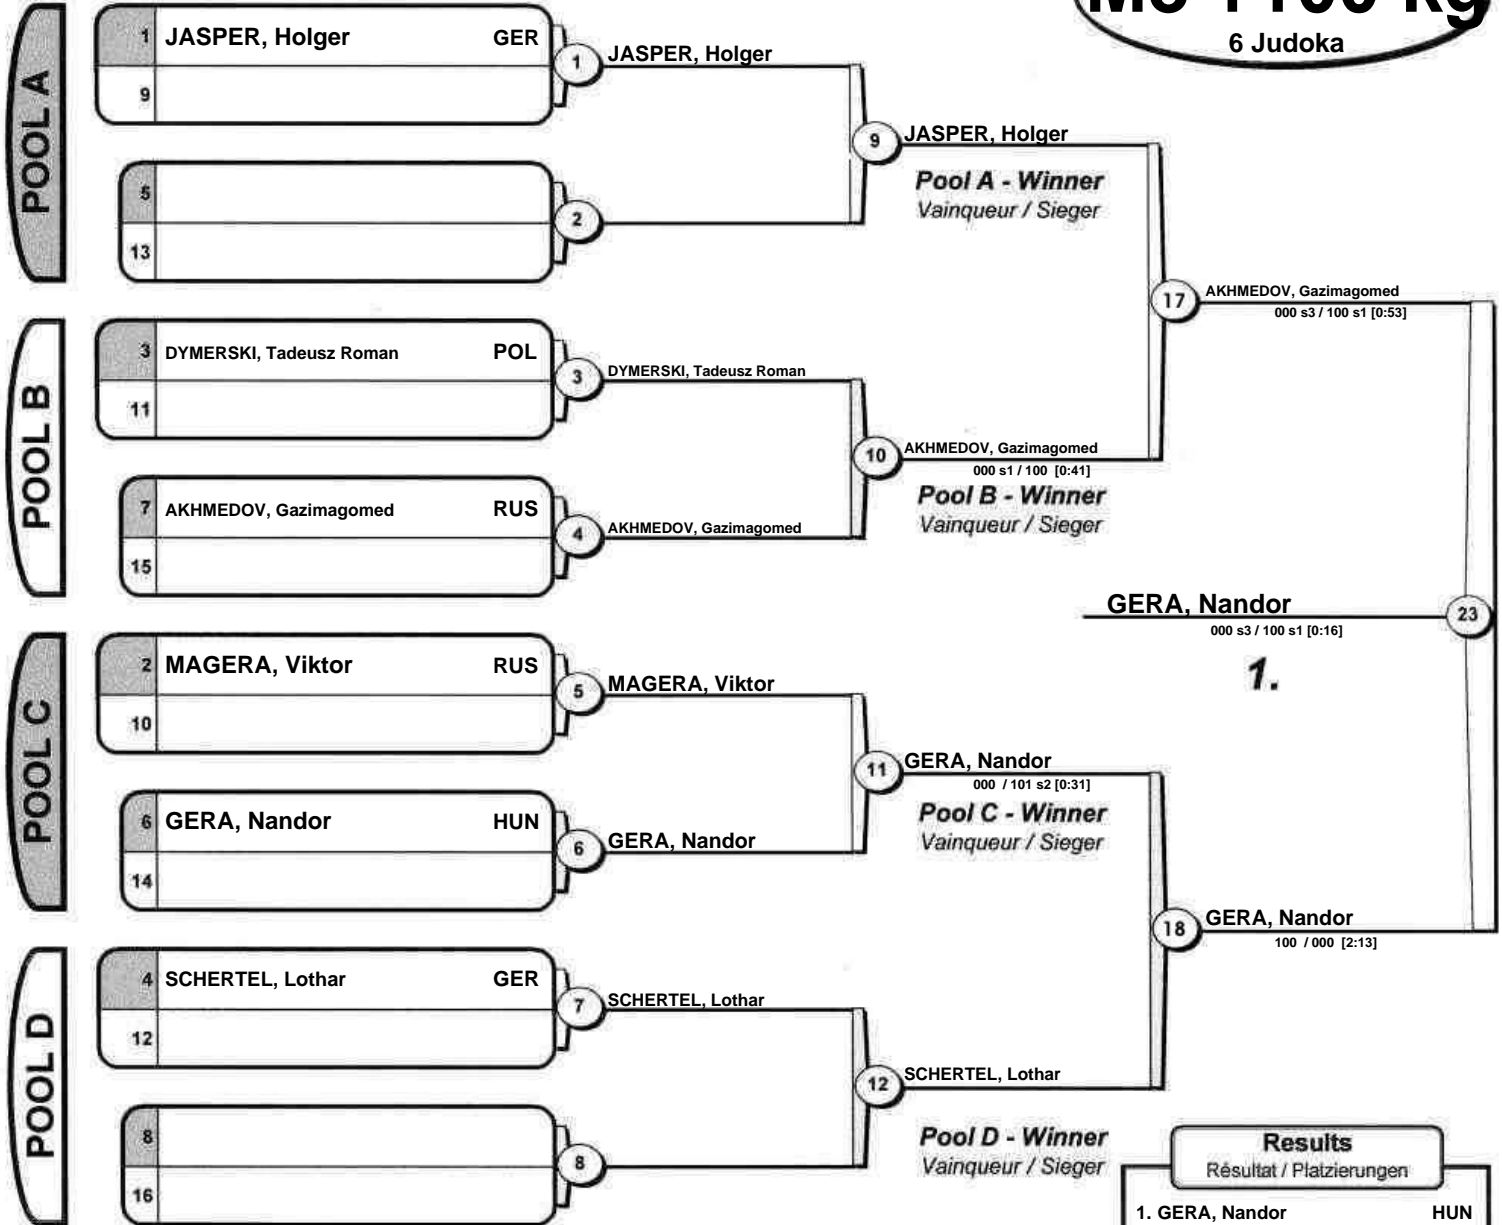 6 Judoka
POOL A
1 JASPER, Holger GER
9
5
13
1 JASPER, Holger
2
9 JASPER, Holger
Pool A - Winner
Vainqueur / Sieger
POOL B
3 DYMERSKI, Tadeusz Roman POL
11
7 AKHMEDOV, Gazimagomed RUS
15
3 DYMERSKI, Tadeusz Roman
4 AKHMEDOV, Gazimagomed
10 AKHMEDOV, Gazimagomed
000 s1 / 100 [0:41]
Pool B - Winner
Vainqueur / Sieger
17 AKHMEDOV, Gazimagomed
000 s3 / 100 s1 [0:53]
GERA, Nandor 23
000 s3 / 100 s1 [0:16]
1.
POOL C
2 MAGERA, Viktor RUS
10
6 GERA, Nandor HUN
14
5 MAGERA, Viktor
6 GERA, Nandor
11 GERA, Nandor
000 / 101 s2 [0:31]
Pool C - Winner
Vainqueur / Sieger
18 GERA, Nandor
100 / 000 [2:13]
POOL D
4 SCHERTEL, Lothar GER
12
8
16
7 SCHERTEL, Lothar
8
12 SCHERTEL, Lothar
Pool D - Winner
Vainqueur / Sieger
Results
Résultat / Platzierungen
1. GERA, Nandor HUN